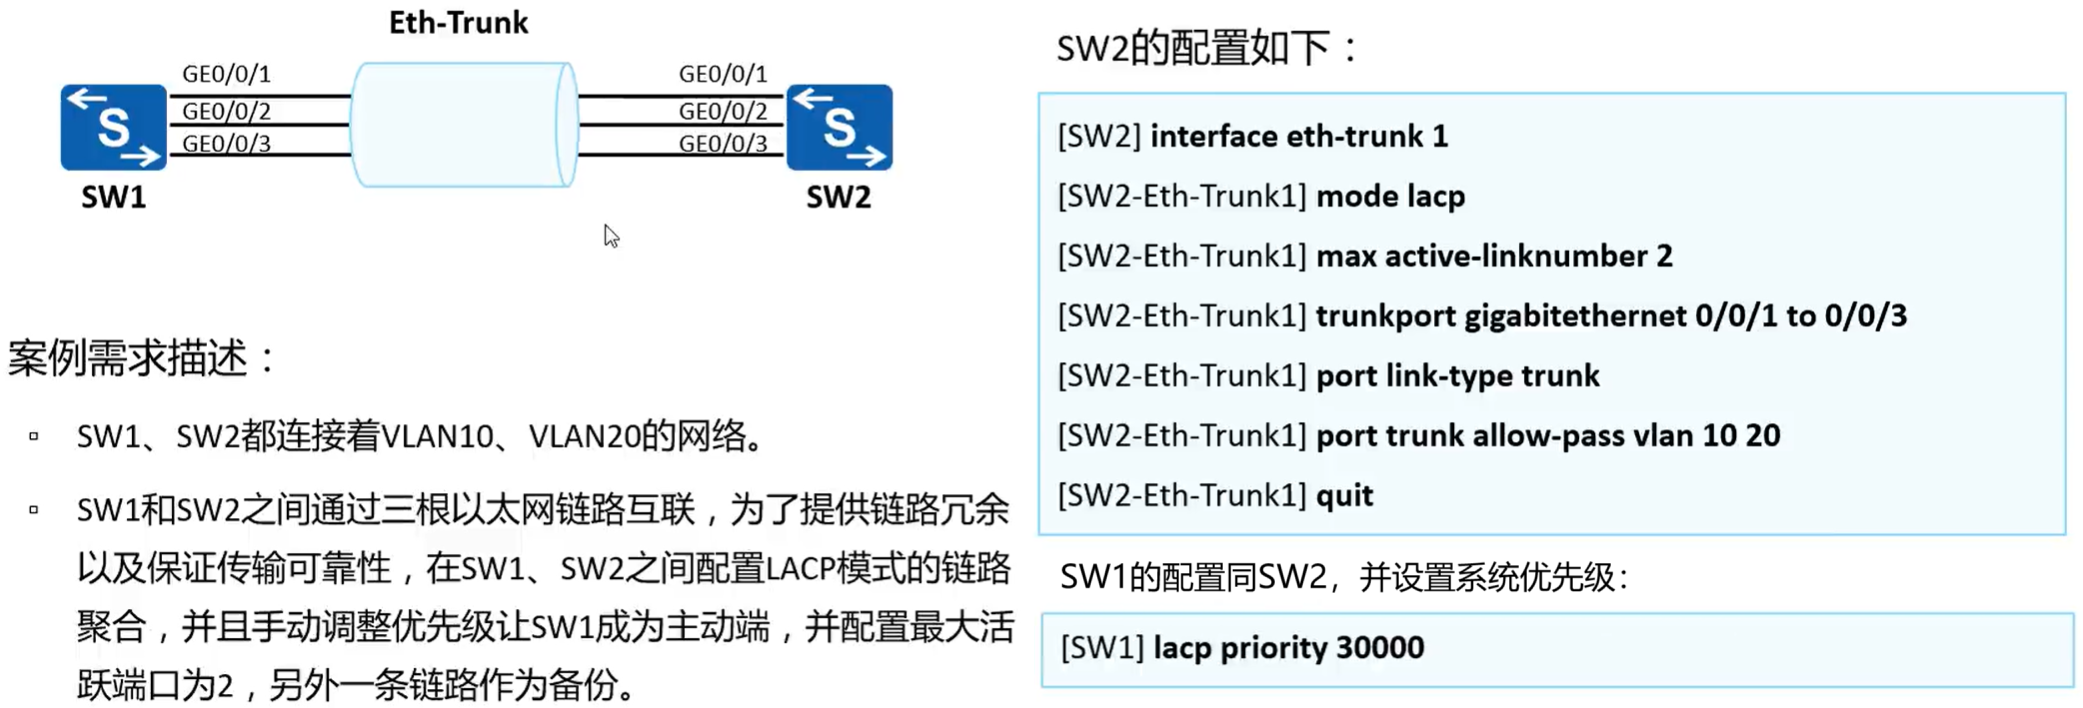 Eth-Trunk
GE0/0/1
GE0/0/2
GE0/0/3
GE0/0/1
GE0/0/2
GE0/0/3
S
S
SW1
SW2
案例需求描述：
▫ SW1、SW2都连接着VLAN10、VLAN20的网络。
▫ SW1和SW2之间通过三根以太网链路互联，为了提供链路冗余
以及保证传输可靠性，在SW1、SW2之间配置LACP模式的链路
聚合，并且手动调整优先级让SW1成为主动端，并配置最大活
跃端口为2，另外一条链路作为备份。
SW2的配置如下：
[SW2] interface eth-trunk 1
[SW2-Eth-Trunk1] mode lacp
[SW2-Eth-Trunk1] max active-linknumber 2
[SW2-Eth-Trunk1] trunkport gigabitethernet 0/0/1 to 0/0/3
[SW2-Eth-Trunk1] port link-type trunk
[SW2-Eth-Trunk1] port trunk allow-pass vlan 10 20
[SW2-Eth-Trunk1] quit
SW1的配置同SW2，并设置系统优先级：
[SW1] lacp priority 30000